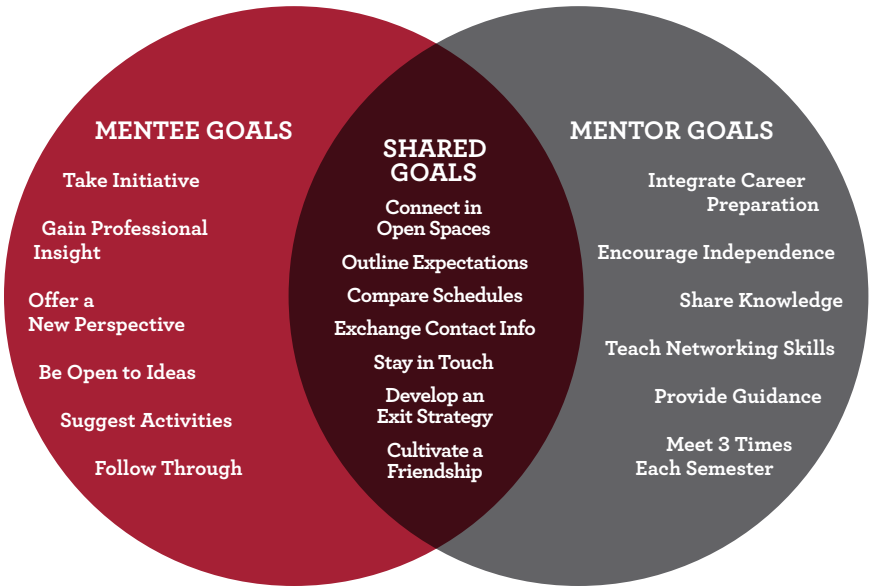 MENTEE GOALS
Take Initiative
Gain Professional
Insight
Offer a
New Perspective
Be Open to Ideas
Suggest Activities
Follow Through
SHARED
GOALS
Connect in
Open Spaces
Outline Expectations
Compare Schedules
Exchange Contact Info
Stay in Touch
Develop an
Exit Strategy
Cultivate a
Friendship
MENTOR GOALS
Integrate Career
Preparation
Encourage Independence
Share Knowledge
Teach Networking Skills
Provide Guidance
Meet 3 Times
Each Semester